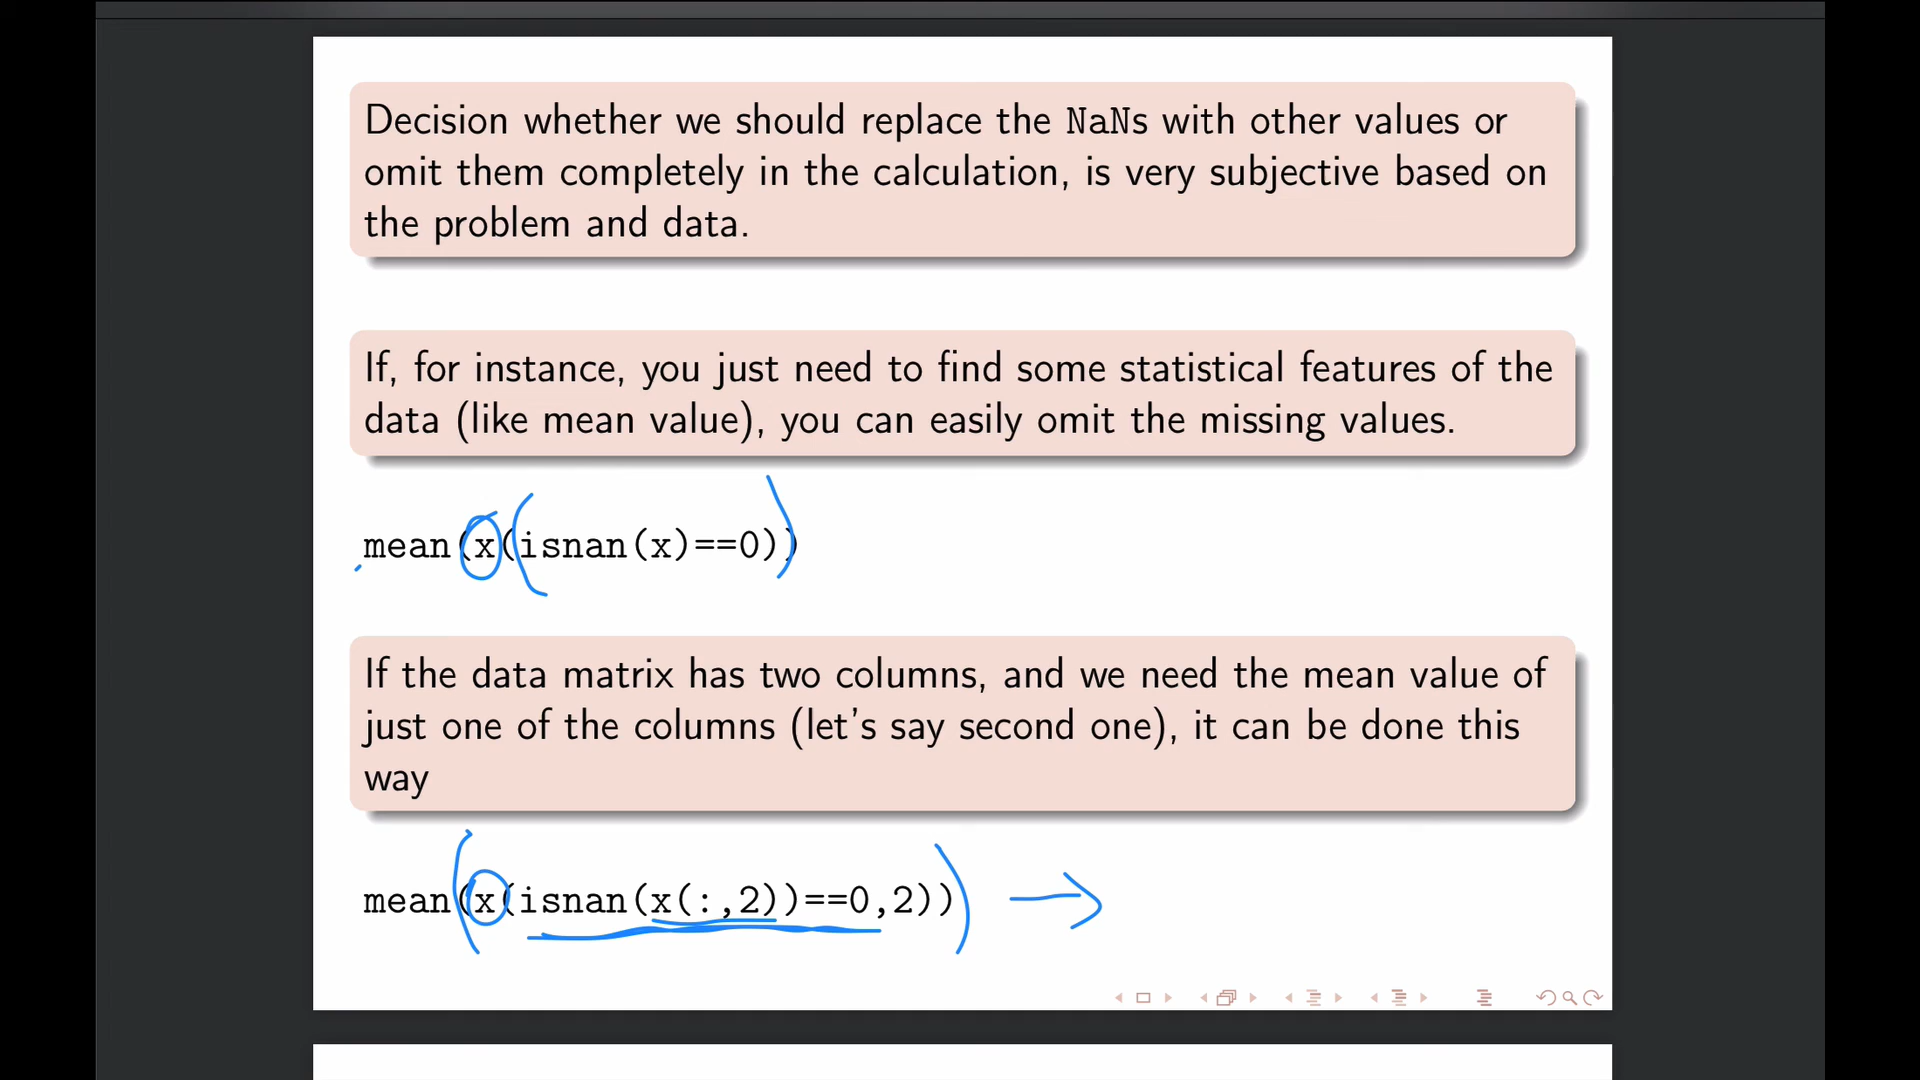 Decision whether we should replace the NaNs with other values or
omit them completely in the calculation, is very subjective based on
the problem and data.
If, for instance, you just need to find some statistical features of the
data (like mean value), you can easily omit the missing values.
mean(x(isnan(x)==0))
If the data matrix has two columns, and we need the mean value of
just one of the columns (let's say second one), it can be done this
way
mean(x(isnan(x(:,2))==0,2))